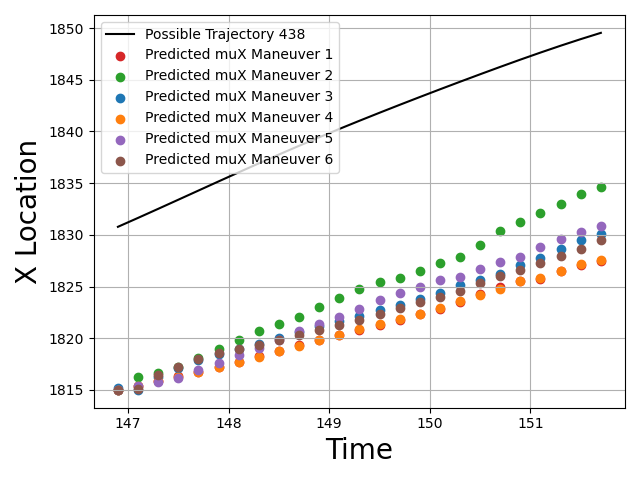 1850
1845
1840
1835
1830
1825
1820
1815
X Location
Possible Trajectory 438
Predicted muX Maneuver 1
Predicted muX Maneuver 2
Predicted muX Maneuver 3
Predicted muX Maneuver 4
Predicted muX Maneuver 5
Predicted muX Maneuver 6
147 148 149 150 151
Time